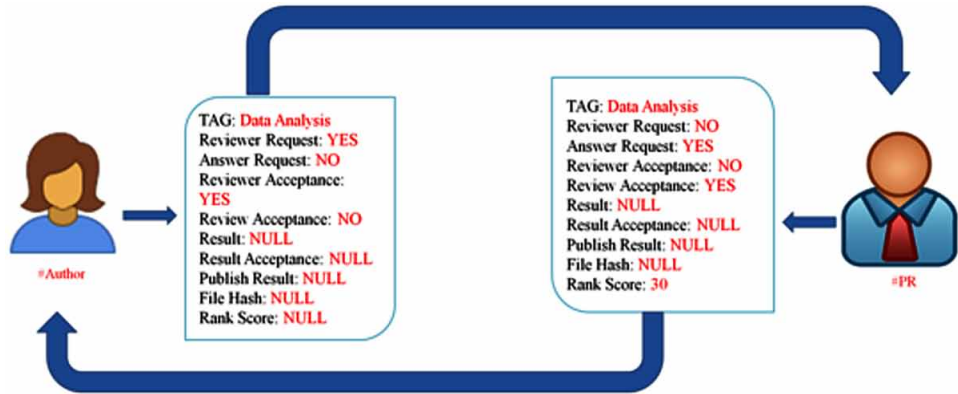 TAG: Data Analysis
Reviewer Request: YES
Answer Request: NO
Reviewer Acceptance:
YES
Review Acceptance: NO
Result: NULL
Result Acceptance: NULL
Publish Result: NULL
File Hash: NULL
Rank Score: NULL
#Author
TAG: Data Analysis
Reviewer Request: NO
Answer Request: YES
Reviewer Acceptance: NO
Review Acceptance: YES
Result: NULL
Result Acceptance: NULL
Publish Result: NULL
File Hash: NULL
Rank Score: 30
#PR